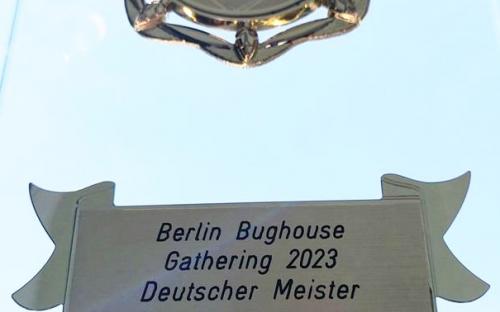 Berlin Bughouse
Gathering 2023
Deutscher Meister